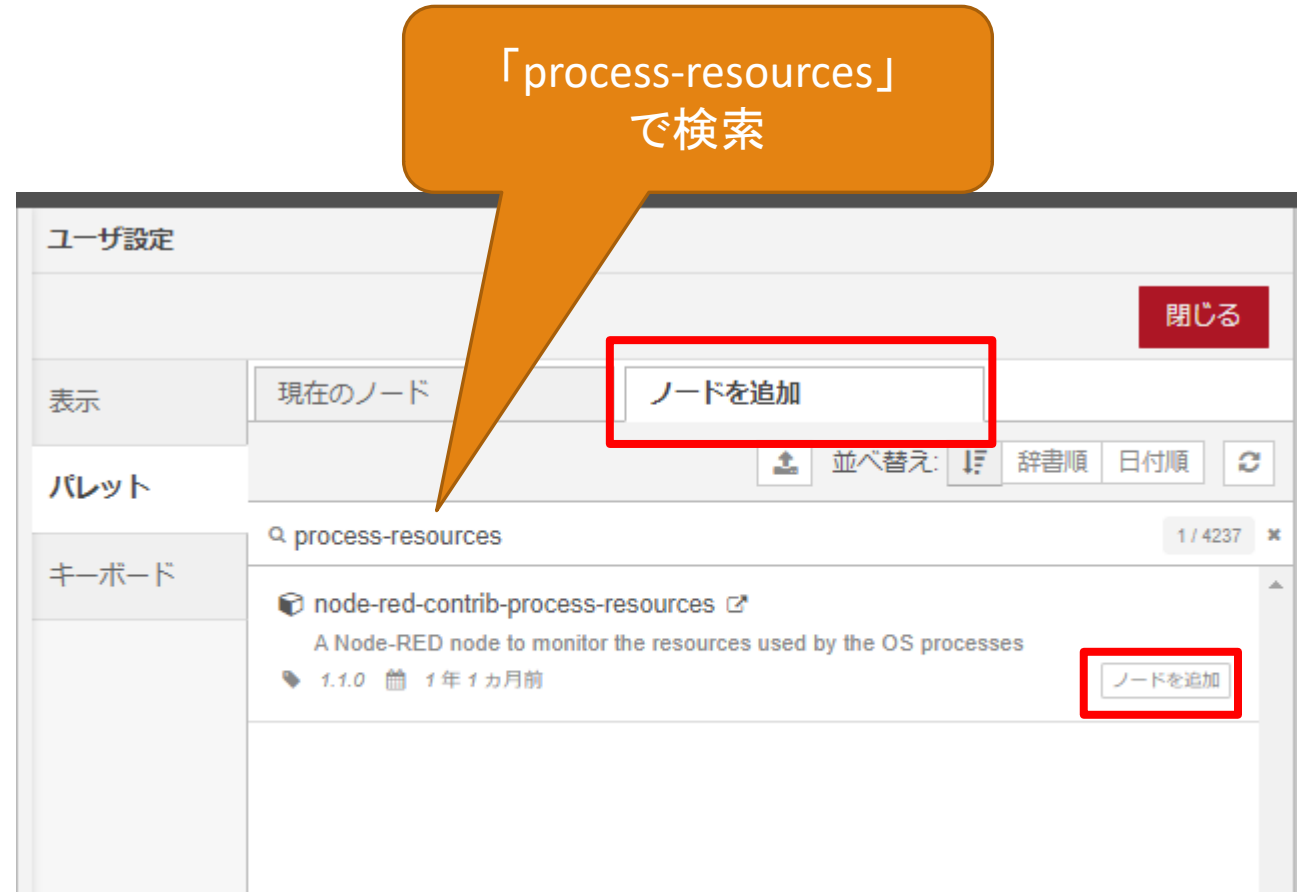 「process-resources」
で検索
ユーザ設定
閉じる
表示
現在のノード
ノードを追加
パレット
並べ替え:
辞書順
日付順
process-resources
1 / 4237
キーボード
node-red-contrib-process-resources
A Node-RED node to monitor the resources used by the OS processes
1.1.0 1 年 1 ヵ月前
ノードを追加